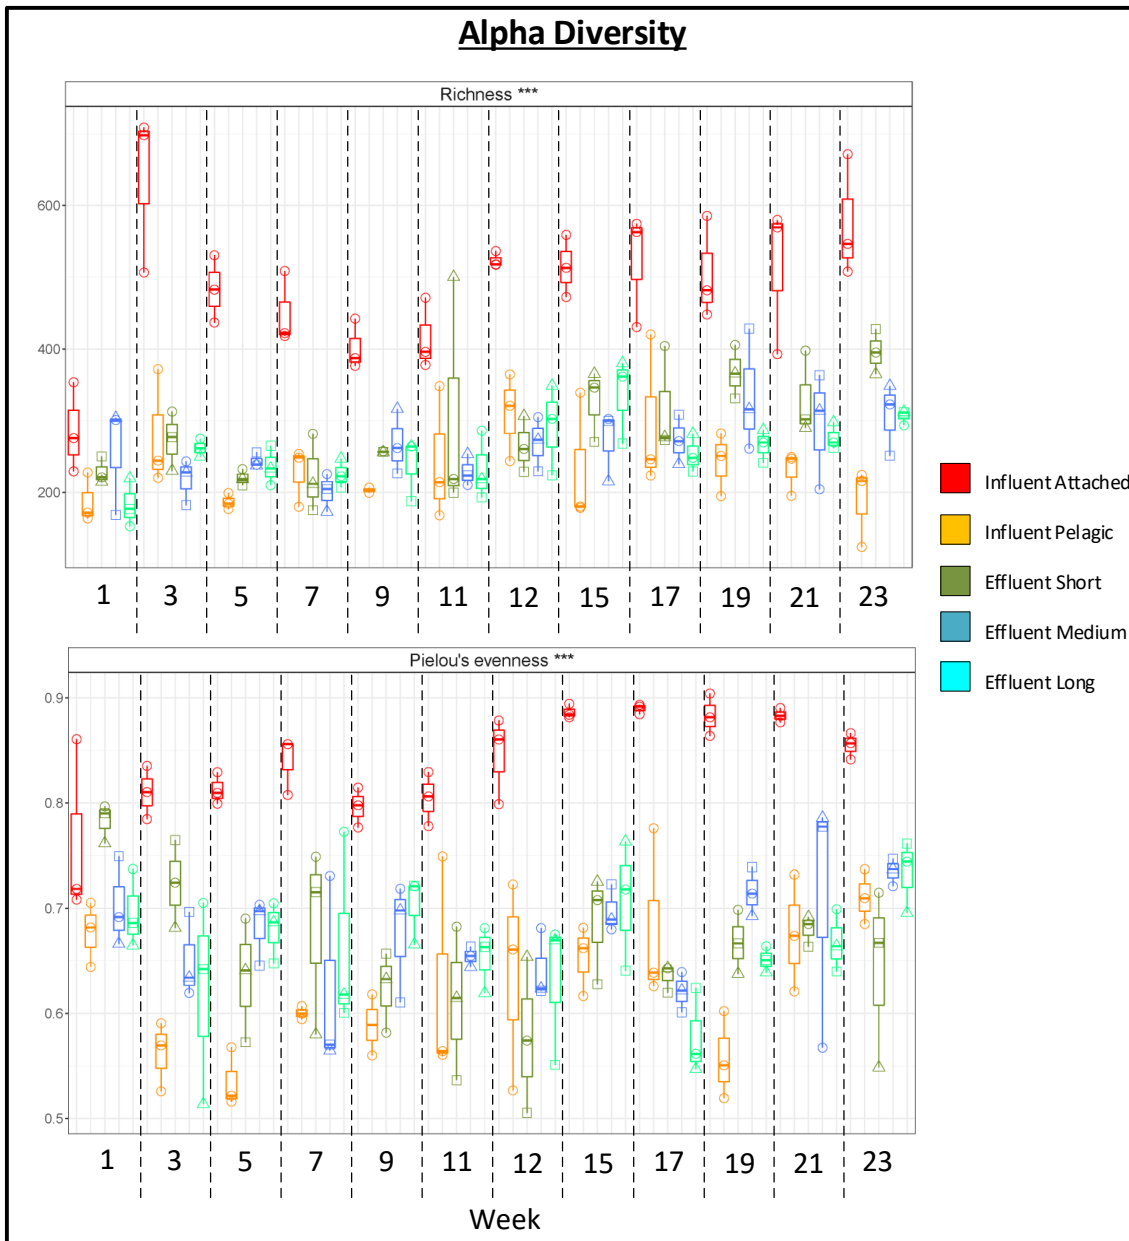 Alpha Diversity
Richness ***
600
400
200
1 3 5 7 9 11 12 15 17 19 21 23
Influent Attached
Influent Pelagic
Effluent Short
Effluent Medium
Effluent Long
Pielou's evenness ***
0.9
0.8
0.7
0.6
0.5
1 3 5 7 9 11 12 15 17 19 21 23
Week